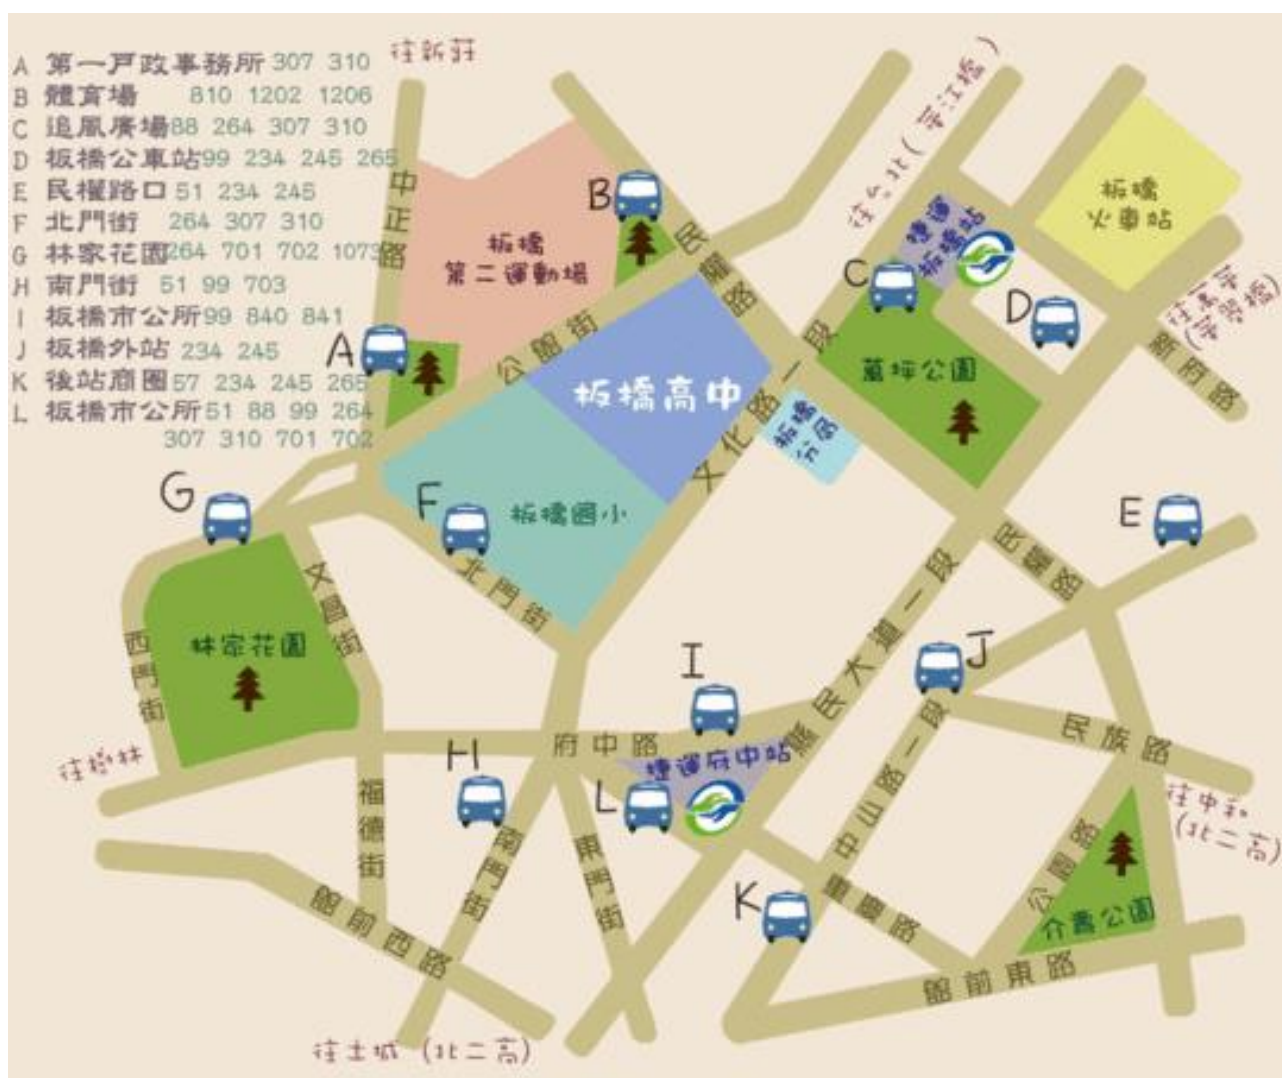 A 第一戶政事務所 307 310
B 體育場 810 1202 1206
C 追風廣場 88 264 307 310
D 板橋公車站 99 234 245 265
E 民權路口 51 234 245
F 北門街 264 307 310
G 林家花園 264 701 702 1073
H 南門街 51 99 703
I 板橋市公所 99 840 841
J 板橋外站 234 245
K 後站商圈 57 234 245 265
L 板橋市公所 51 88 99 264
307 310 701 702
往新莊
往台北(華江橋)
中正路
板橋
第二運動場
B
民權路
捷運
板橋站
板橋
火車站
C
D
往萬華
(華翠橋)
新府路
A
公館街
板橋高中
文化路一段
萬坪公園
板橋
分局
G
F
板橋國小
北門街
E
民權路
林家花園
文昌街
西門街
I
J
縣民大道一段
往樹林
H
府中路
捷運府中站
L
民族路
往中和
(北二高)
福德街
南門街
東門街
中山路一段
K
重慶路
公園路
介壽公園
館前西路
館前東路
往土城 (北二高)